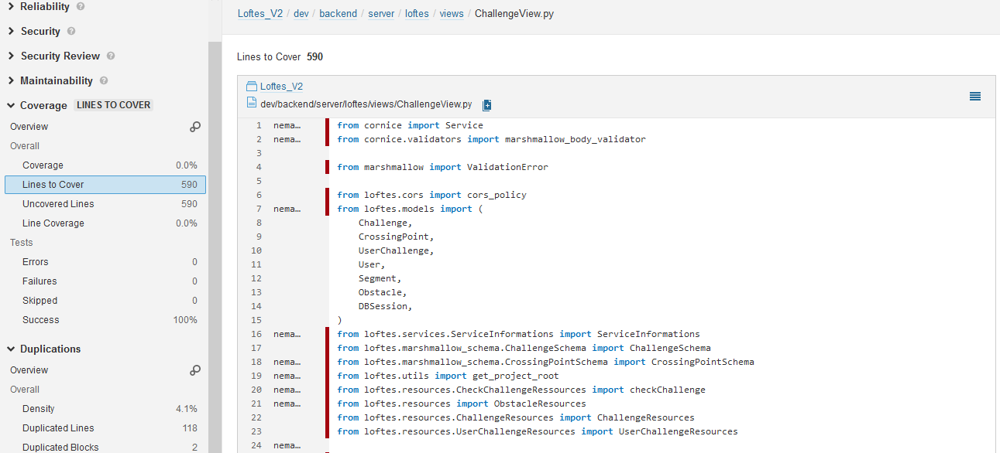 Reliability ?
Security ?
Security Review ?
Maintainability ?
Coverage LINES TO COVER
Overview
Overall
Coverage 0.0%
Lines to Cover 590
Uncovered Lines 590
Line Coverage 0.0%
Tests
Errors 0
Failures 0
Skipped 0
Success 100%
Duplications
Overview
Overall
Density 4.1%
Duplicated Lines 118
Duplicated Blocks 2
Loftes_V2 / dev / backend / server / loftes / views / ChallengeView.py
Lines to Cover 590
Loftes_V2
dev/backend/server/loftes/views/ChallengeView.py
1 nema… from cornice import Service
2 nema… from cornice.validators import marshmallow_body_validator
3
4 from marshmallow import ValidationError
5
6 from loftes.cors import cors_policy
7 nema… from loftes.models import (
8 Challenge,
9 CrossingPoint,
10 UserChallenge,
11 User,
12 Segment,
13 Obstacle,
14 DBSession,
15 )
16 nema… from loftes.services.ServiceInformations import ServiceInformations
17 from loftes.marshmallow_schema.ChallengeSchema import ChallengeSchema
18 nema… from loftes.marshmallow_schema.CrossingPointSchema import CrossingPointSchema
19 nema… from loftes.utils import get_project_root
20 nema… from loftes.resources.CheckChallengeRessources import checkChallenge
21 nema… from loftes.resources import ObstacleResources
22 from loftes.resources.ChallengeResources import ChallengeResources
23 from loftes.resources.UserChallengeResources import UserChallengeResources
24 nema…